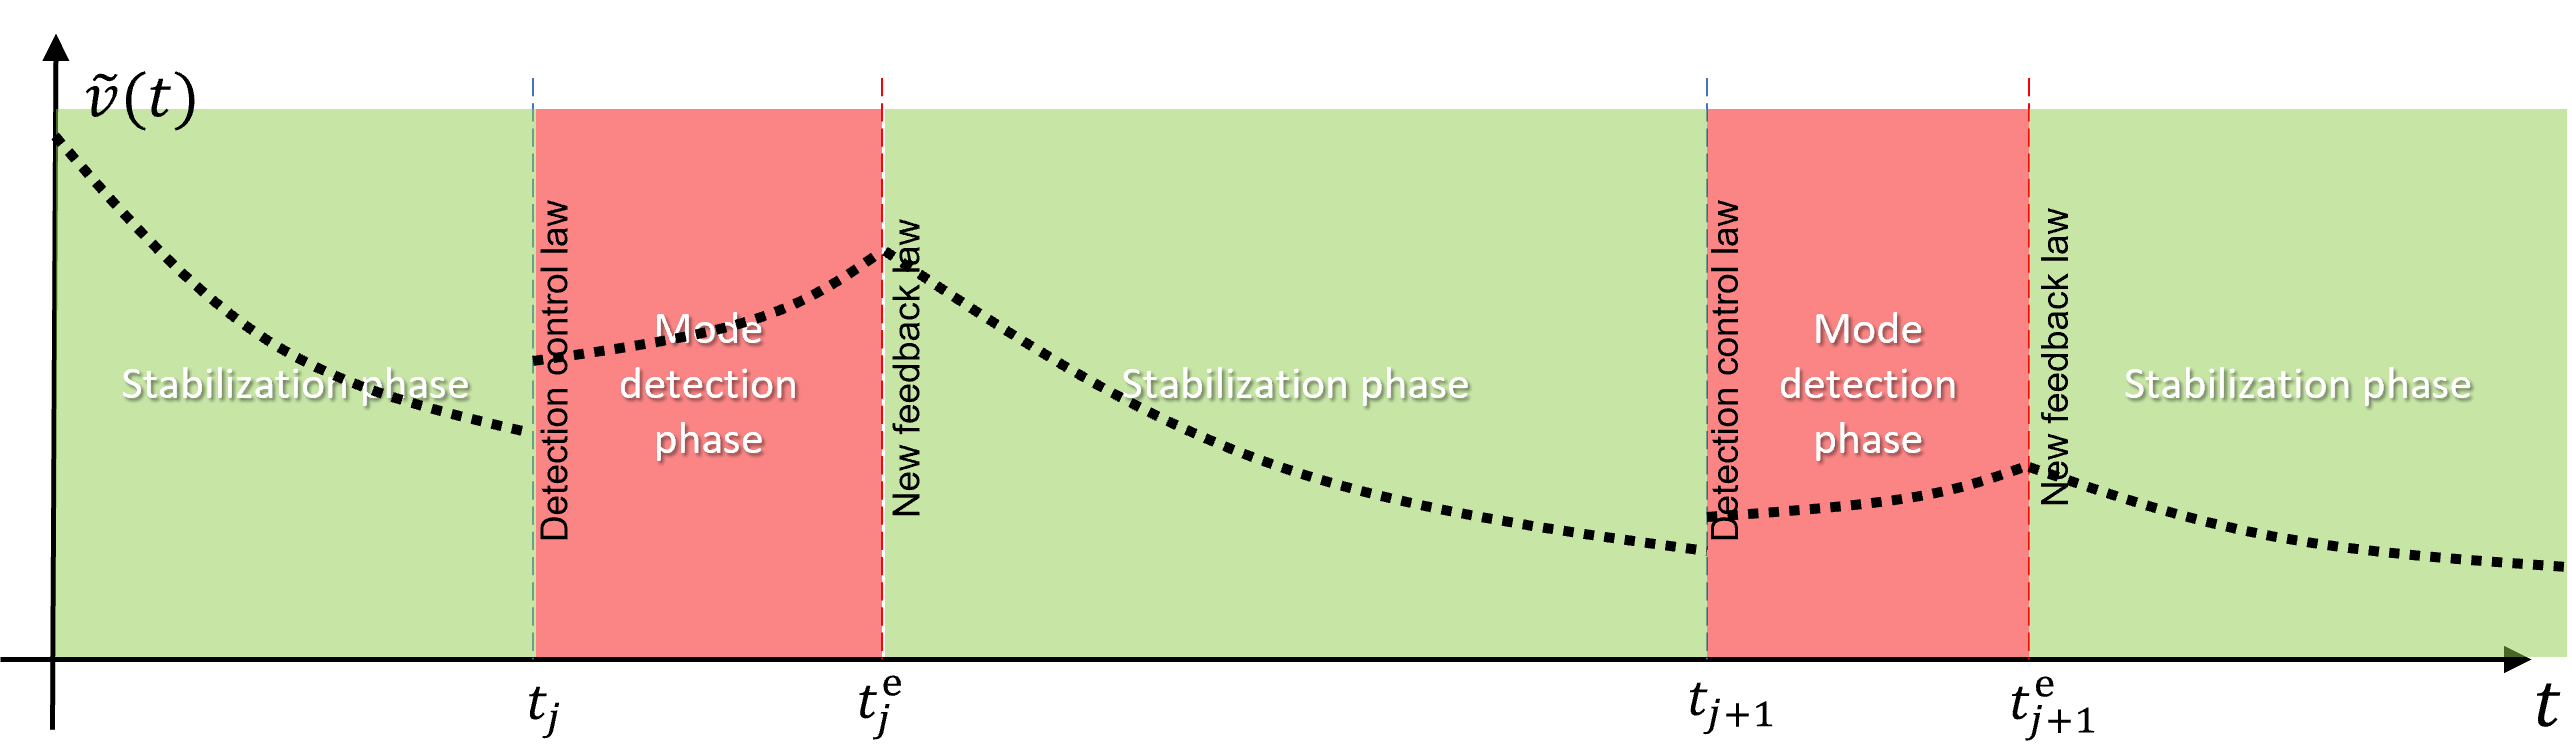 ṽ(t)
Stabilization phase
Detection control law
Mode
detection
phase
New feedback law
Stabilization phase
Detection control law
Mode
detection
phase
New feedback law
Stabilization phase
t_j
t_j^e
t_{j+1}
t_{j+1}^e
t